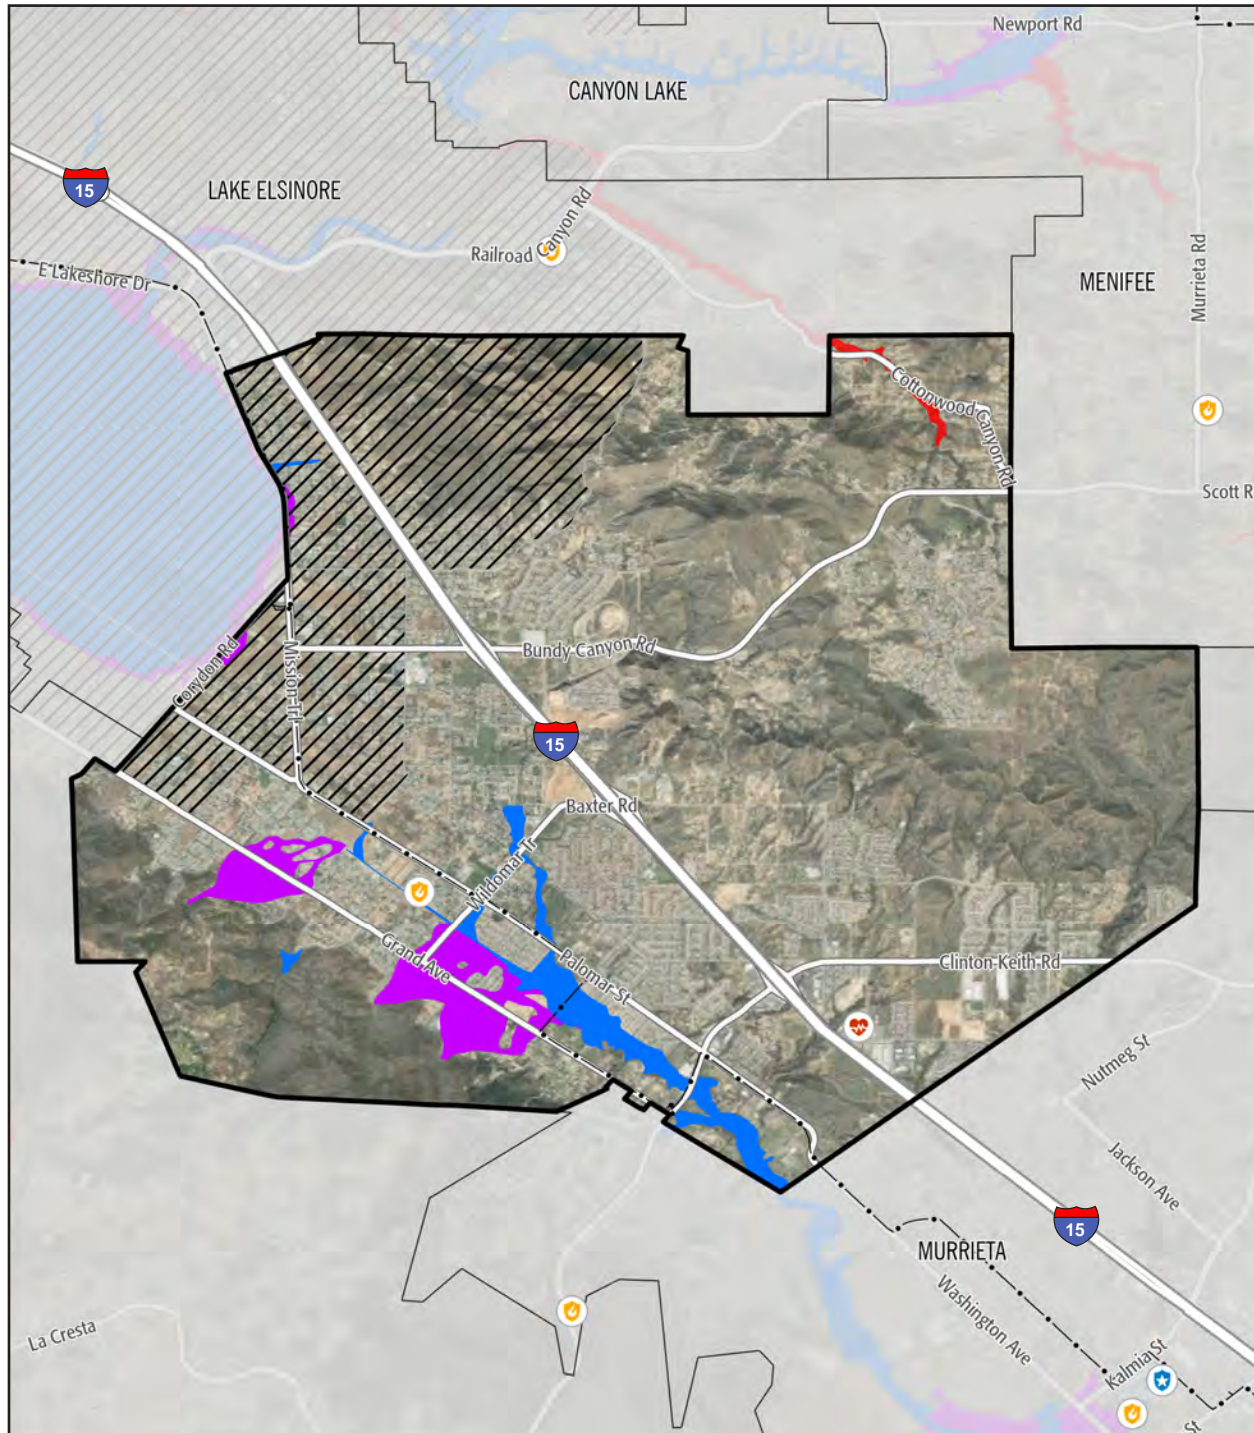 Newport Rd
CANYON LAKE
15
LAKE ELSINORE
Railroad Canyon Rd
E Lakeshore Dr
MENIFEE
Murrieta Rd
Cottonwood Canyon Rd
Scott R
Bundy Canyon Rd
Corydon Rd
Mission Trl
15
Baxter Rd
Wildomar Tr
Grand Ave
Palomar St
Clinton Keith Rd
Nutmeg St
Jackson Ave
15
MURRIETA
Washington Ave
La Cresta
Kalmia St
St